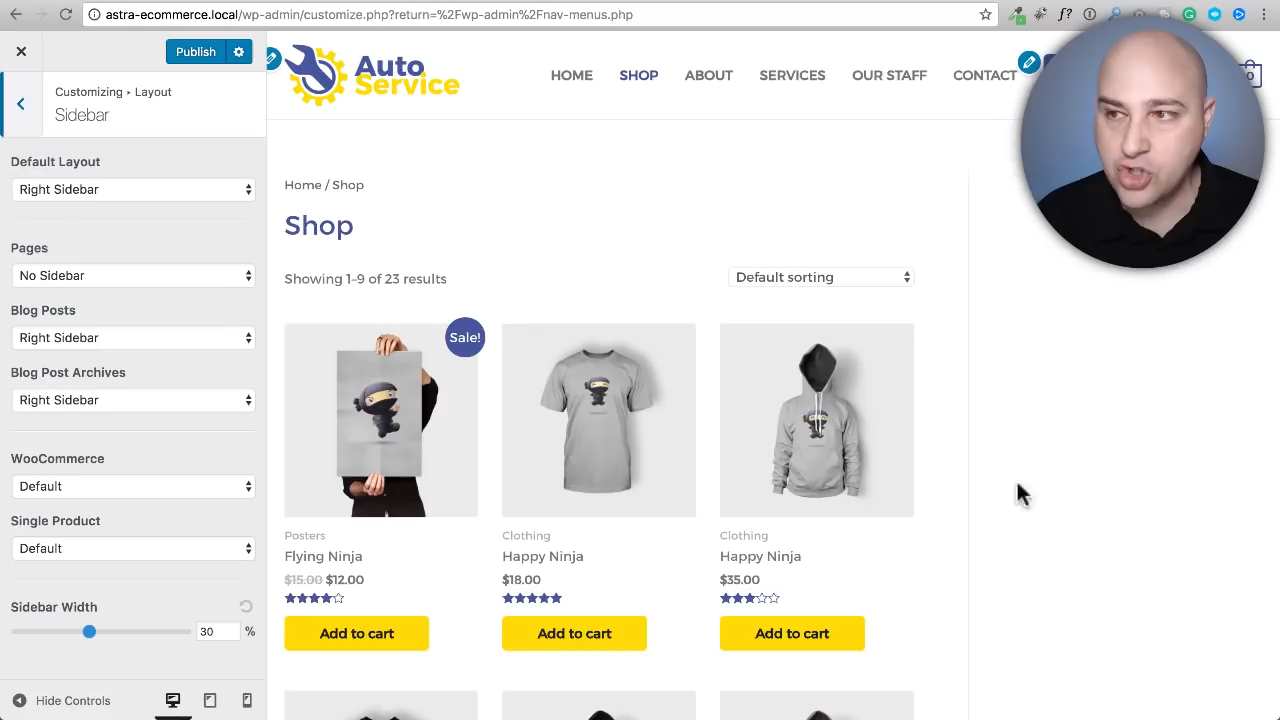 astra-ecommerce.local/wp-admin/customize.php?return=%2Fwp-admin%2Fnav-menus.php
Publish
Customizing ▸ Layout
Sidebar
Default Layout
Right Sidebar
Pages
No Sidebar
Blog Posts
Right Sidebar
Blog Post Archives
Right Sidebar
WooCommerce
Default
Single Product
Default
Sidebar Width
30 %
Hide Controls
Auto
Service
HOME SHOP ABOUT SERVICES OUR STAFF CONTACT
0
Home / Shop
Shop
Showing 1–9 of 23 results
Default sorting
Sale!
Posters Clothing Clothing
Flying Ninja Happy Ninja Happy Ninja
$15.00 $12.00 $18.00 $35.00
Add to cart Add to cart Add to cart